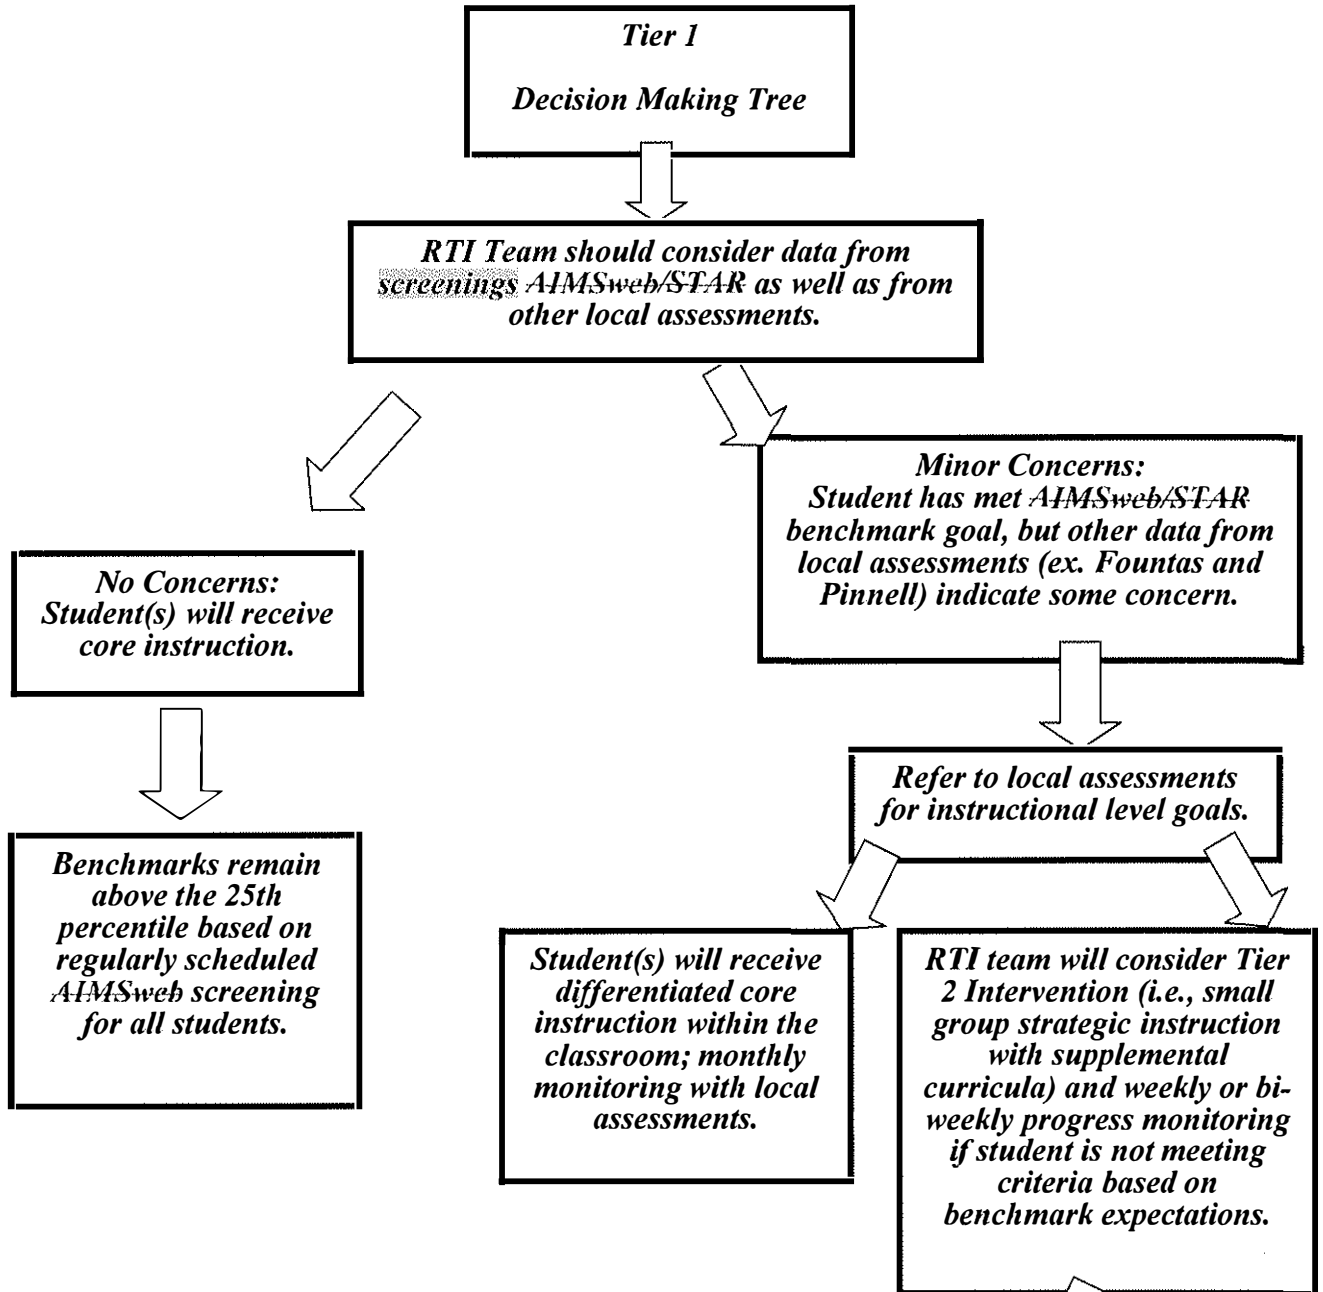 Tier 1
Decision Making Tree
RTI Team should consider data from
screenings AIMSweb/STAR as well as from
other local assessments.
Minor Concerns:
Student has met AIMSweb/STAR
benchmark goal, but other data from
local assessments (ex. Fountas and
Pinnell) indicate some concern.
No Concerns:
Student(s) will receive
core instruction.
Refer to local assessments
for instructional level goals.
Benchmarks remain
above the 25th
percentile based on
regularly scheduled
AIMSweb screening
for all students.
Student(s) will receive
differentiated core
instruction within the
classroom; monthly
monitoring with local
assessments.
RTI team will consider Tier
2 Intervention (i.e., small
group strategic instruction
with supplemental
curricula) and weekly or bi-
weekly progress monitoring
if student is not meeting
criteria based on
benchmark expectations.